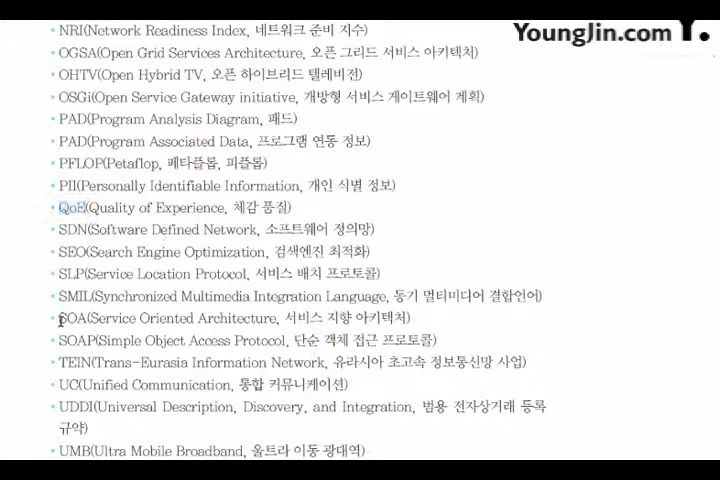 YoungJin.com Y.
• NRI(Network Readiness Index, 네트워크 준비 지수)
• OGSA(Open Grid Services Architecture, 오픈 그리드 서비스 아키텍처)
• OHTV(Open Hybrid TV, 오픈 하이브리드 텔레비전)
• OSGi(Open Service Gateway initiative, 개방형 서비스 게이트웨어 계획)
• PAD(Program Analysis Diagram, 패드)
• PAD(Program Associated Data, 프로그램 연동 정보)
• PFLOP(Petaflop, 페타플롭, 피플롭)
• PII(Personally Identifiable Information, 개인 식별 정보)
• QoE(Quality of Experience, 체감 품질)
• SDN(Software Defined Network, 소프트웨어 정의망)
• SEO(Search Engine Optimization, 검색엔진 최적화)
• SLP(Service Location Protocol, 서비스 배치 프로토콜)
• SMIL(Synchronized Multimedia Integration Language, 동기 멀티미디어 결합언어)
• SOA(Service Oriented Architecture, 서비스 지향 아키텍처)
• SOAP(Simple Object Access Protocol, 단순 객체 접근 프로토콜)
• TEIN(Trans-Eurasia Information Network, 유라시아 초고속 정보통신망 사업)
• UC(Unified Communication, 통합 커뮤니케이션)
• UDDI(Universal Description, Discovery, and Integration, 범용 전자상거래 등록
규약)
• UMB(Ultra Mobile Broadband, 울트라 이동 광대역)